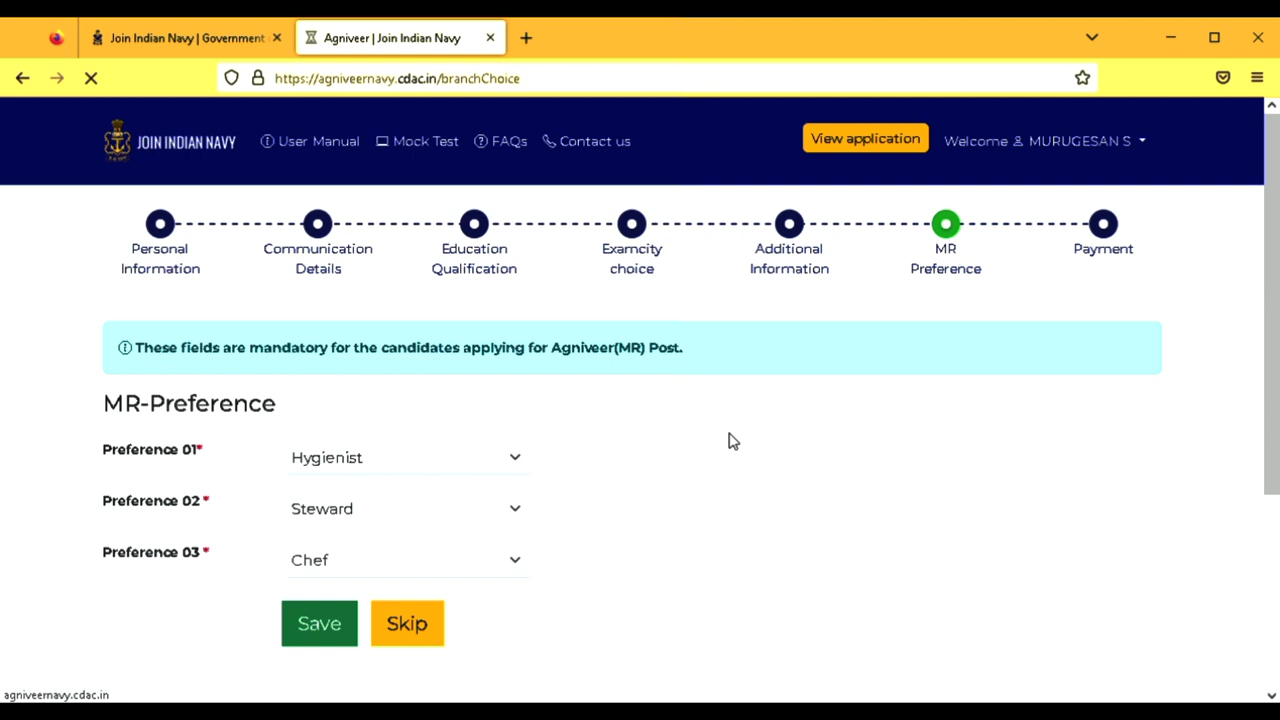 Join Indian Navy | Government
Agniveer | Join Indian Navy
https://agniveernavy.cdac.in/branchChoice
JOIN INDIAN NAVY
User Manual
Mock Test
FAQs
Contact us
View application
Welcome MURUGESAN S
Personal Information
Communication Details
Education Qualification
Examcity choice
Additional Information
MR Preference
Payment
These fields are mandatory for the candidates applying for Agniveer(MR) Post.
MR-Preference
Preference 01*
Hygienist
Preference 02 *
Steward
Preference 03 *
Chef
Save
Skip
agniveernavy.cdac.in